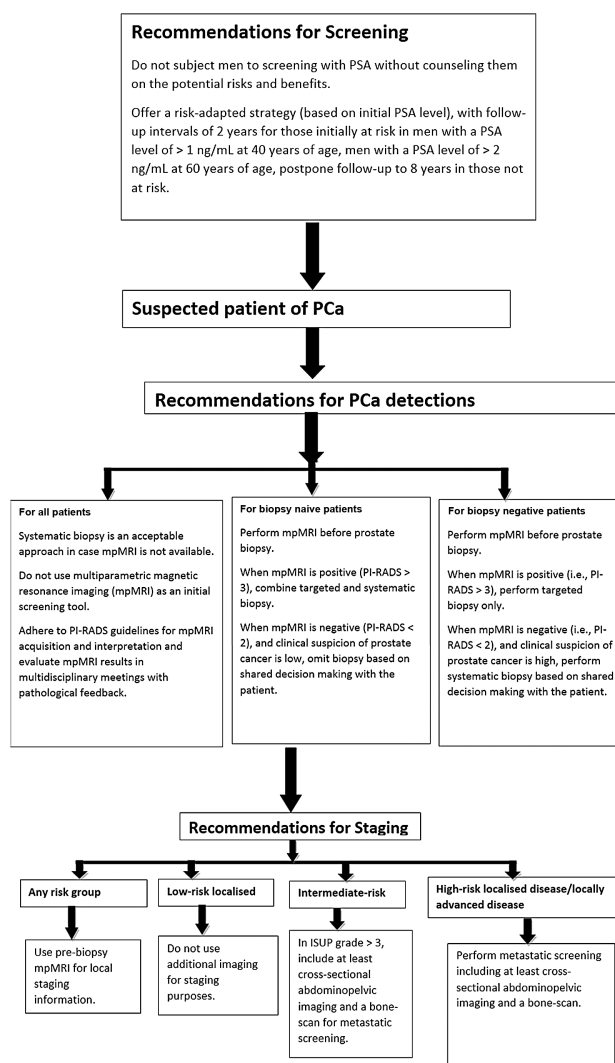 Recommendations for Screening
Do not subject men to screening with PSA without counseling them
on the potential risks and benefits.
Offer a risk-adapted strategy (based on initial PSA level), with follow-
up intervals of 2 years for those initially at risk in men with a PSA
level of > 1 ng/mL at 40 years of age, men with a PSA level of > 2
ng/mL at 60 years of age, postpone follow-up to 8 years in those not
at risk.
Suspected patient of PCa
Recommendations for PCa detections
For all patients
Systematic biopsy is an acceptable
approach in case mpMRI is not available.
Do not use multiparametric magnetic
resonance imaging (mpMRI) as an initial
screening tool.
Adhere to PI-RADS guidelines for mpMRI
acquisition and interpretation and
evaluate mpMRI results in
multidisciplinary meetings with
pathological feedback.
For biopsy naive patients
Perform mpMRI before prostate
biopsy.
When mpMRI is positive (PI-RADS >
3), combine targeted and systematic
biopsy.
When mpMRI is negative (PI-RADS <
2), and clinical suspicion of prostate
cancer is low, omit biopsy based on
shared decision making with the
patient.
For biopsy negative patients
Perform mpMRI before prostate
biopsy.
When mpMRI is positive (i.e., PI-
RADS > 3), perform targeted
biopsy only.
When mpMRI is negative (i.e., PI-
RADS < 2), and clinical suspicion of
prostate cancer is high, perform
systematic biopsy based on shared
decision making with the patient.
Recommendations for Staging
Any risk group
Use pre-biopsy
mpMRI for local
staging
information.
Low-risk localised
Do not use
additional imaging
for staging
purposes.
Intermediate-risk
In ISUP grade > 3,
include at least
cross-sectional
abdominopelvic
imaging and a bone-
scan for metastatic
screening.
High-risk localised disease/locally
advanced disease
Perform metastatic screening
including at least cross-
sectional abdominopelvic
imaging and a bone-scan.